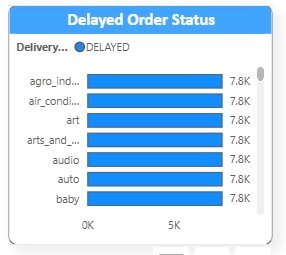 Delayed Order Status
Delivery... DELAYED
agro_ind... 7.8K
air_condi... 7.8K
art 7.8K
arts_and_... 7.8K
audio 7.8K
auto 7.8K
baby 7.8K
0K 5K